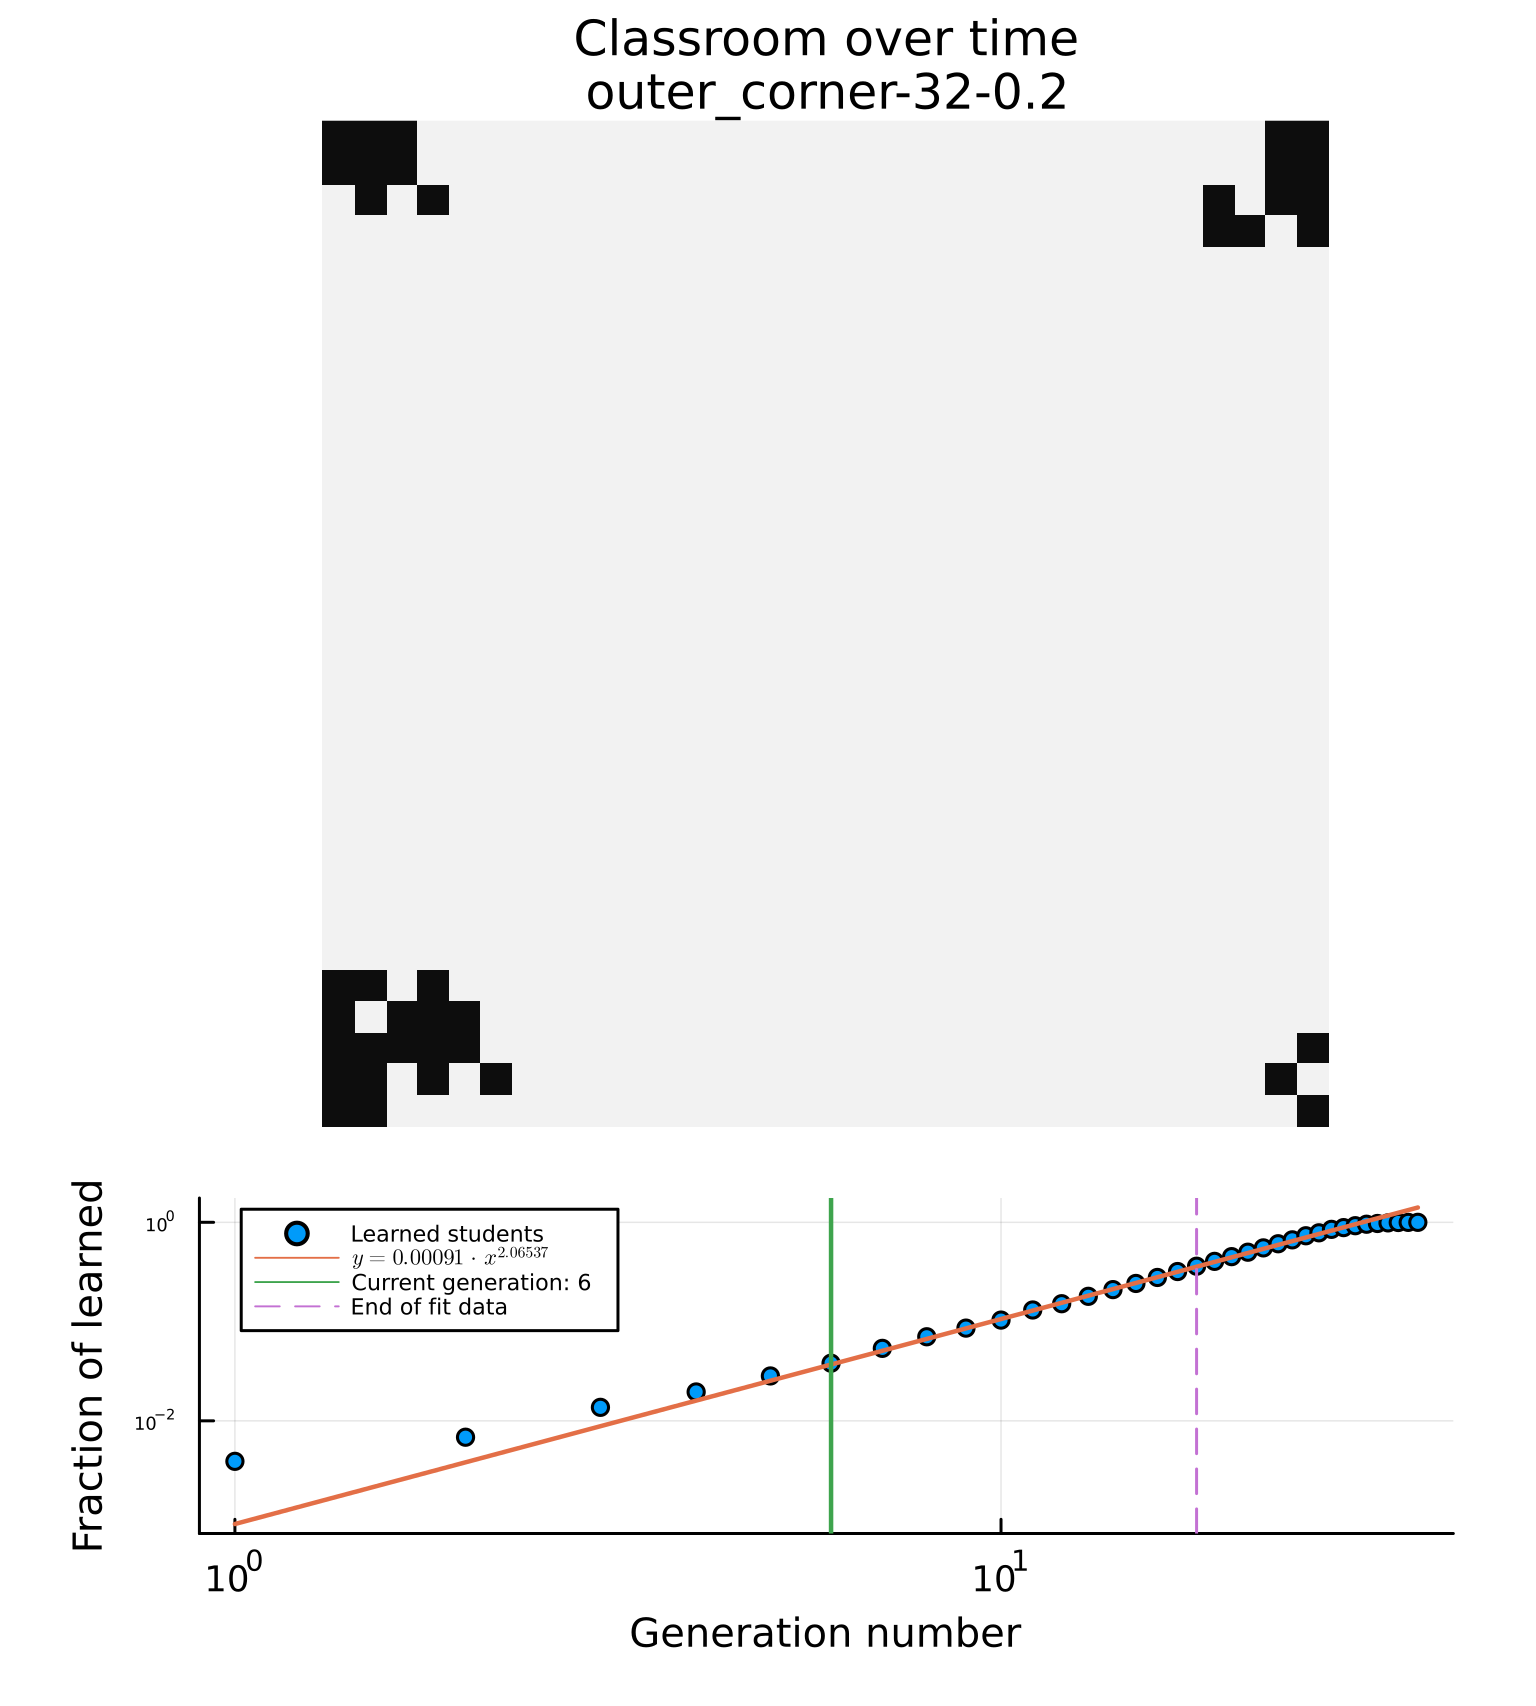 Classroom over time
outer_corner-32-0.2
Learned students
y = 0.00091 · x^2.06537
Current generation: 6
End of fit data
Fraction of learned
10^0
10^−2
10^0
10^1
Generation number